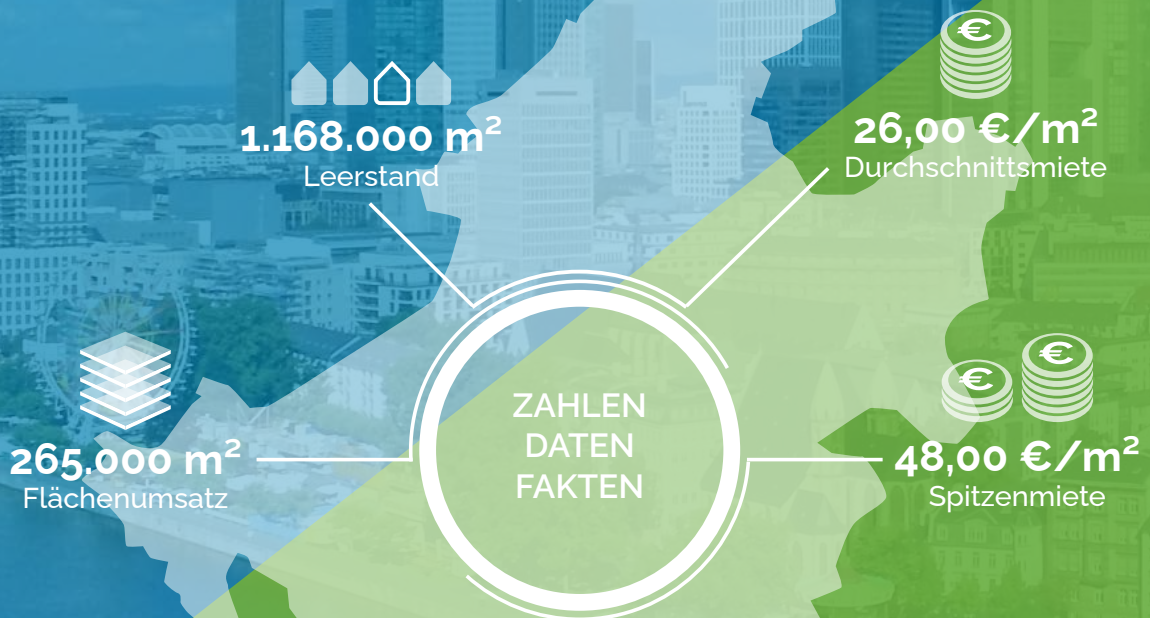 1.168.000 m²
Leerstand
26,00 €/m²
Durchschnittsmiete
265.000 m²
Flächenumsatz
ZAHLEN
DATEN
FAKTEN
48,00 €/m²
Spitzenmiete